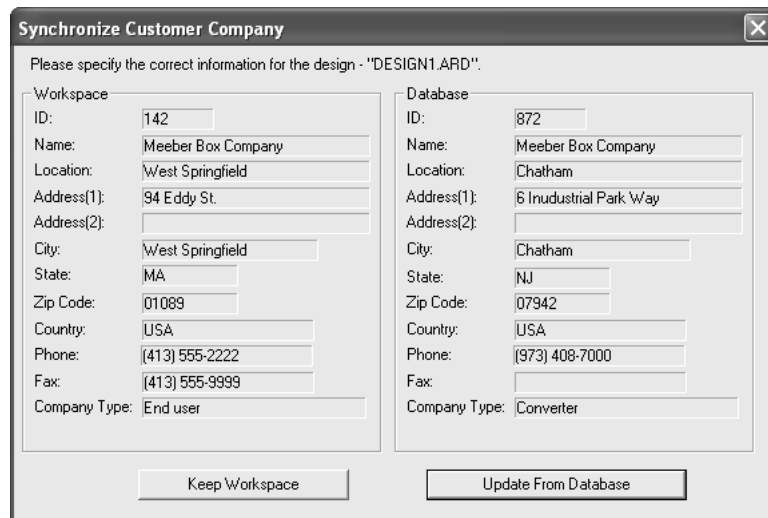 Synchronize Customer Company
Please specify the correct information for the design - "DESIGN1.ARD".
Workspace
ID: 142
Name: Meeber Box Company
Location: West Springfield
Address(1): 94 Eddy St.
Address(2):
City: West Springfield
State: MA
Zip Code: 01089
Country: USA
Phone: (413) 555-2222
Fax: (413) 555-9999
Company Type: End user
Database
ID: 872
Name: Meeber Box Company
Location: Chatham
Address(1): 6 Inudustrial Park Way
Address(2):
City: Chatham
State: NJ
Zip Code: 07942
Country: USA
Phone: (973) 408-7000
Fax:
Company Type: Converter
Keep Workspace
Update From Database